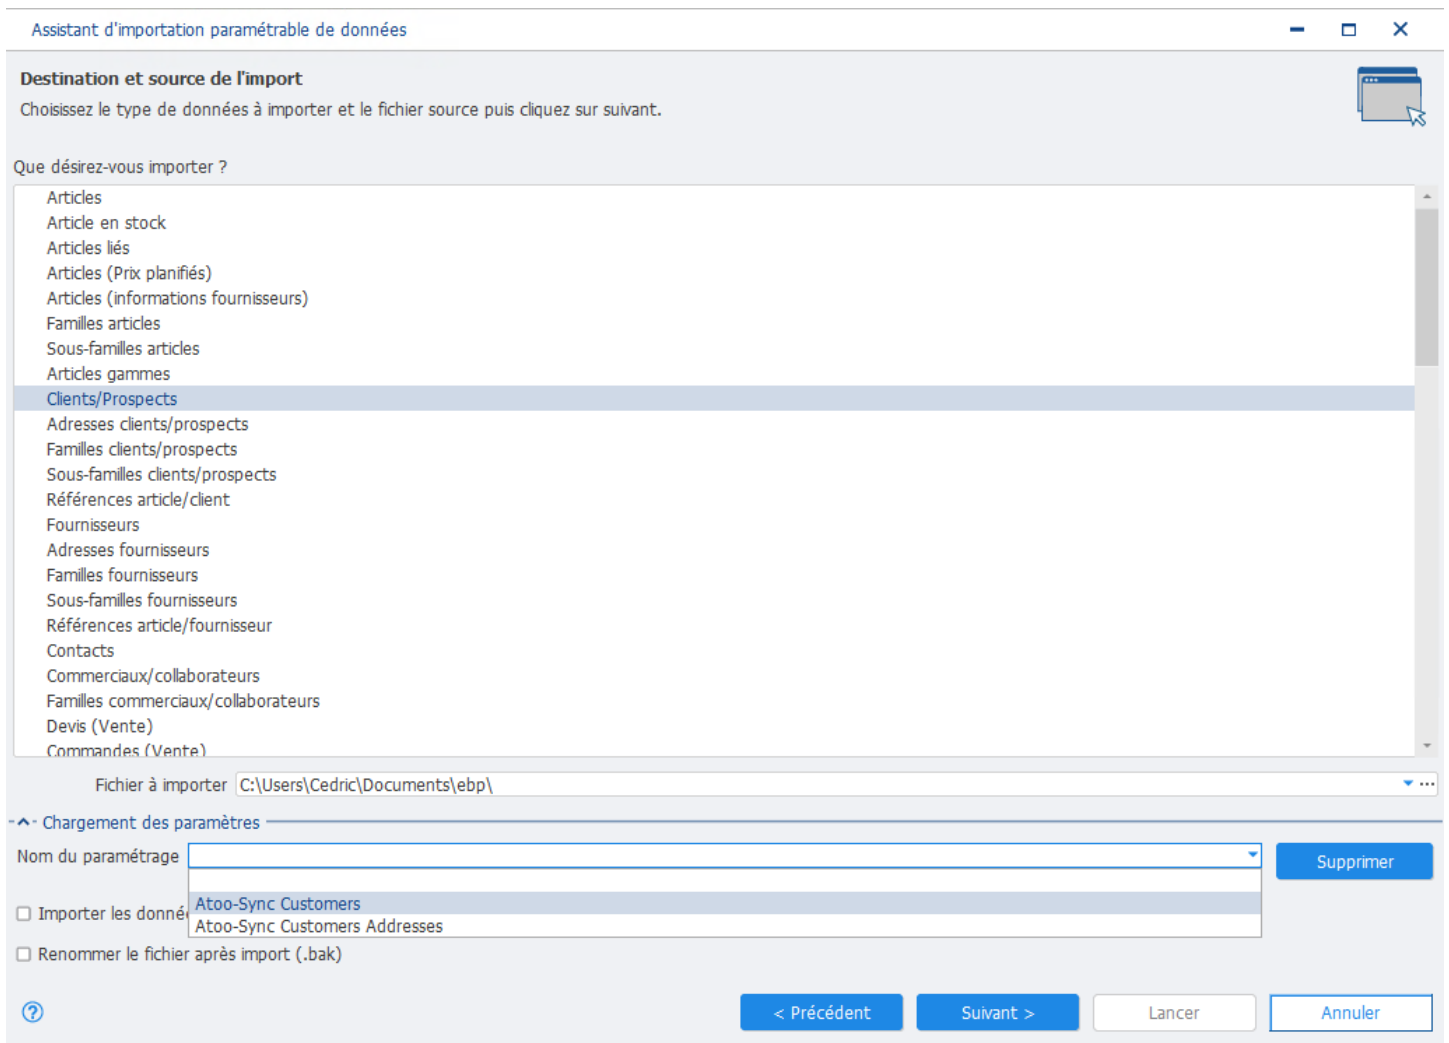 Assistant d'importation paramétrable de données
Destination et source de l'import
Choisissez le type de données à importer et le fichier source puis cliquez sur suivant.
Que désirez-vous importer ?
Articles
Article en stock
Articles liés
Articles (Prix planifiés)
Articles (informations fournisseurs)
Familles articles
Sous-familles articles
Articles gammes
Clients/Prospects
Adresses clients/prospects
Familles clients/prospects
Sous-familles clients/prospects
Références article/client
Fournisseurs
Adresses fournisseurs
Familles fournisseurs
Sous-familles fournisseurs
Références article/fournisseur
Contacts
Commerciaux/collaborateurs
Familles commerciaux/collaborateurs
Devis (Vente)
Commandes (Vente)
Fichier à importer C:\Users\Cedric\Documents\ebp\
Chargement des paramètres
Nom du paramétrage Supprimer
Atoo-Sync Customers
Importer les donné
Atoo-Sync Customers Addresses
Renommer le fichier après import (.bak)
? < Précédent Suivant > Lancer Annuler